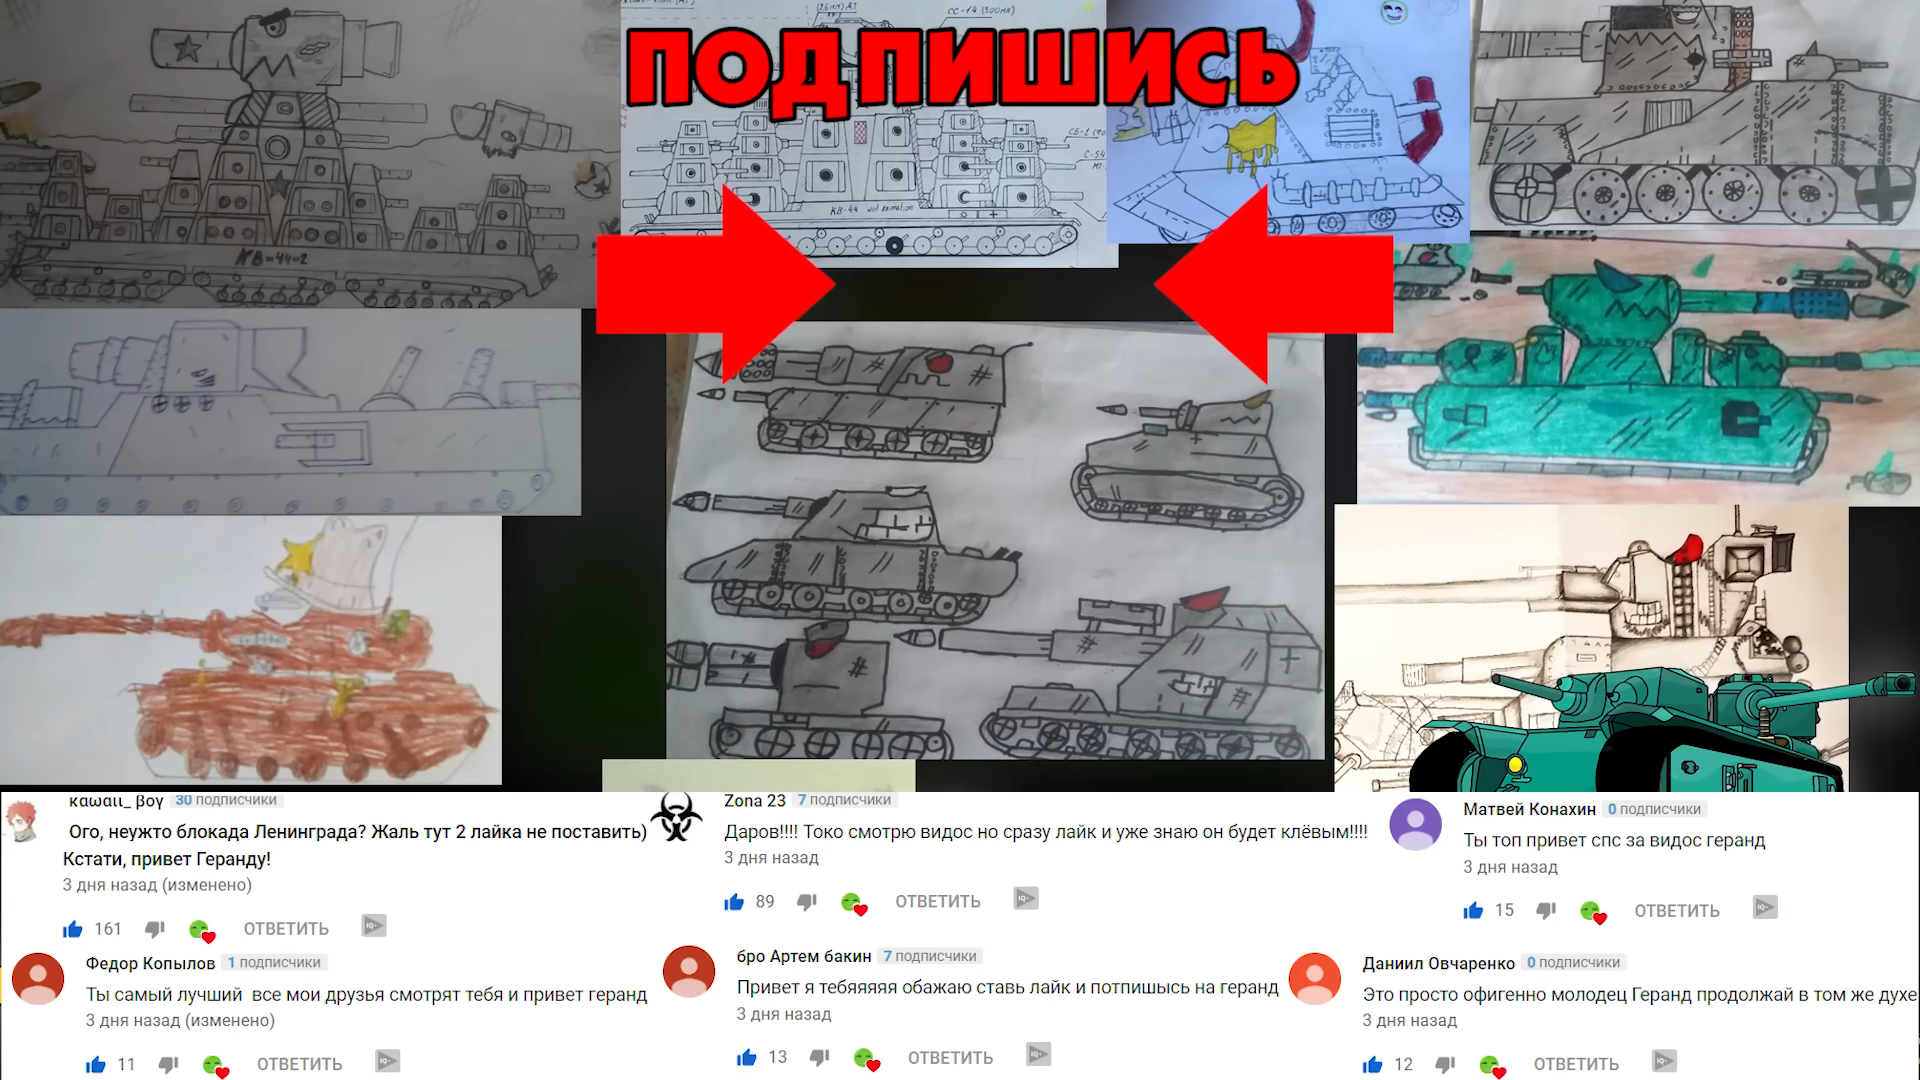 СС-14 (300мм)
ПОДПИШИСЬ
КВ-44
КВ-44-2
kawaii_ Boy 30 подписчики
Ого, неужто блокада Ленинграда? Жаль тут 2 лайка не поставить)
Кстати, привет Геранду!
3 дня назад (изменено)
161 ОТВЕТИТЬ
Zona 23 7 подписчики
Даров!!!! Токо смотрю видос но сразу лайк и уже знаю он будет клёвым!!!!
3 дня назад
89 ОТВЕТИТЬ
Матвей Конахин 0 подписчики
Ты топ привет спс за видос геранд
3 дня назад
15 ОТВЕТИТЬ
Федор Копылов 1 подписчики
Ты самый лучший все мои друзья смотрят тебя и привет геранд
3 дня назад (изменено)
11 ОТВЕТИТЬ
бро Артем бакин 7 подписчики
Привет я тебяяяяя обажаю ставь лайк и потпишысь на геранд
3 дня назад
13 ОТВЕТИТЬ
Даниил Овчаренко 0 подписчики
Это просто офигенно молодец Геранд продолжай в том же духе
3 дня назад
12 ОТВЕТИТЬ